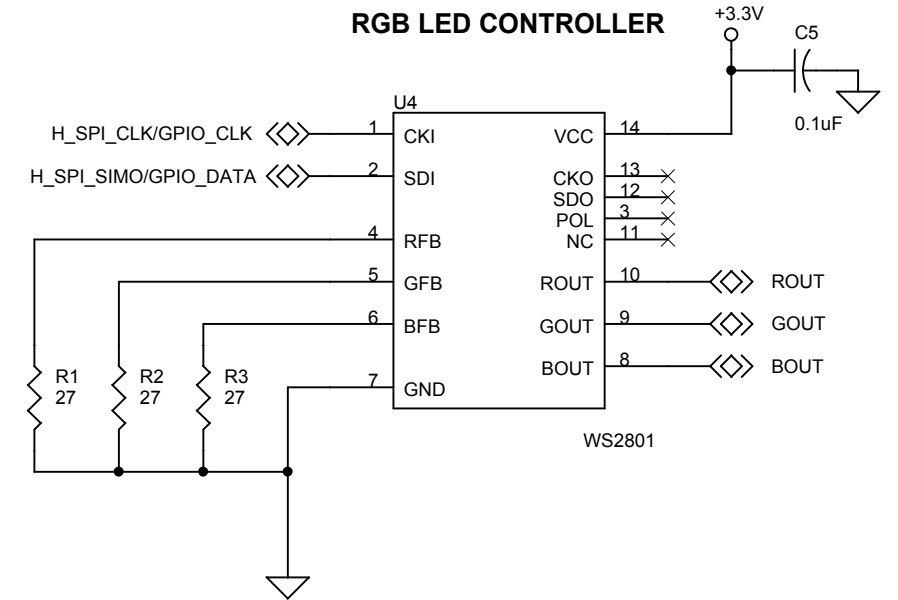 RGB LED CONTROLLER
+3.3V
C5
0.1uF
U4
H_SPI_CLK/GPIO_CLK 1 CKI VCC 14
H_SPI_SIMO/GPIO_DATA 2 SDI CKO 13
SDO 12
POL 3
4 RFB NC 11
5 GFB ROUT 10 ROUT
6 BFB GOUT 9 GOUT
7 GND BOUT 8 BOUT
R1 R2 R3
27 27 27
WS2801